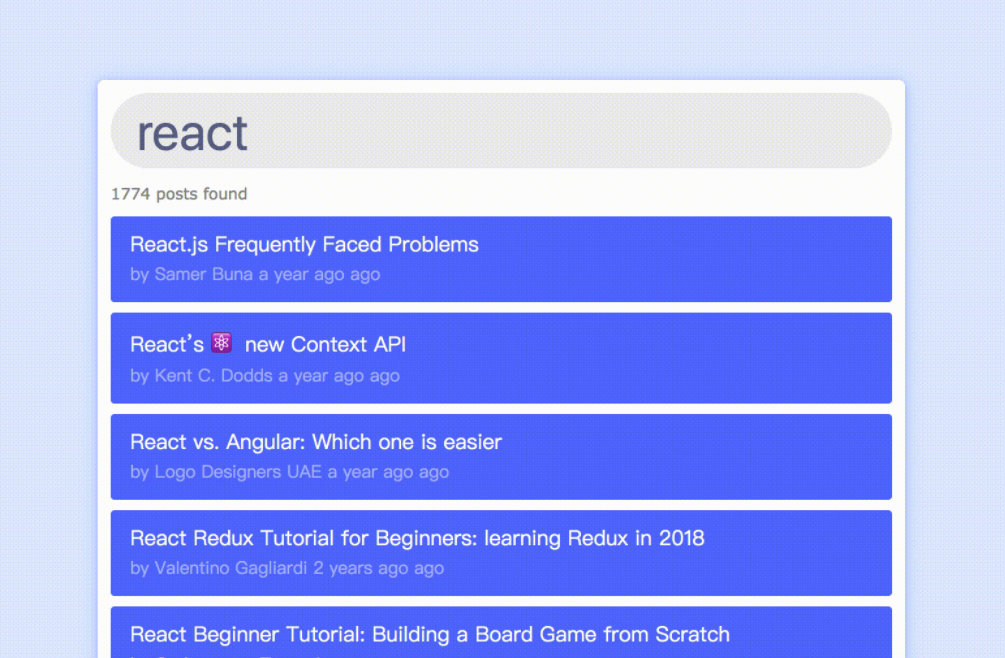 react
1774 posts found
React.js Frequently Faced Problems
by Samer Buna a year ago ago
React’s ⚛️ new Context API
by Kent C. Dodds a year ago ago
React vs. Angular: Which one is easier
by Logo Designers UAE a year ago ago
React Redux Tutorial for Beginners: learning Redux in 2018
by Valentino Gagliardi 2 years ago ago
React Beginner Tutorial: Building a Board Game from Scratch